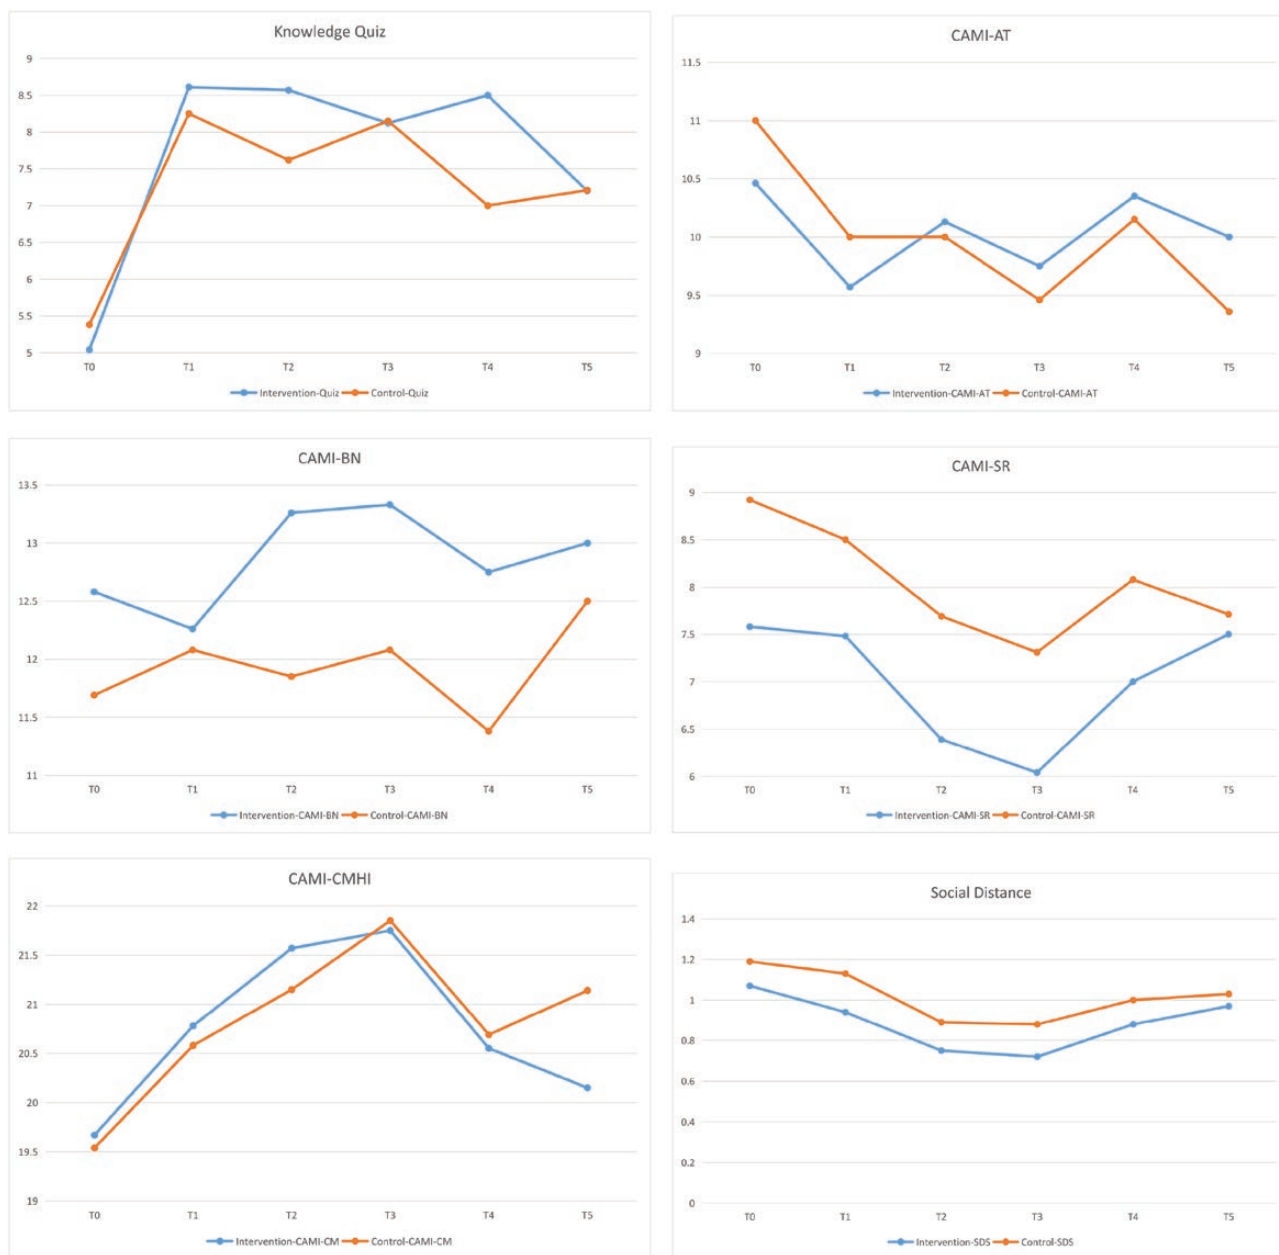 Knowledge Quiz
9
8.5
8
7.5
7
6.5
6
5.5
5
T0 T1 T2 T3 T4 T5
Intervention-Quiz Control-Quiz
CAMI-AT
11.5
11
10.5
10
9.5
9
T0 T1 T2 T3 T4 T5
Intervention-CAMI-AT Control-CAMI-AT
CAMI-BN
13.5
13
12.5
12
11.5
11
T0 T1 T2 T3 T4 T5
Intervention-CAMI-BN Control-CAMI-BN
CAMI-SR
9
8.5
8
7.5
7
6.5
6
T0 T1 T2 T3 T4 T5
Intervention-CAMI-SR Control-CAMI-SR
CAMI-CMHI
22
21.5
21
20.5
20
19.5
19
T0 T1 T2 T3 T4 T5
Intervention-CAMI-CM Control-CAMI-CM
Social Distance
1.4
1.2
1
0.8
0.6
0.4
0.2
0
T0 T1 T2 T3 T4 T5
Intervention-SDS Control-SDS